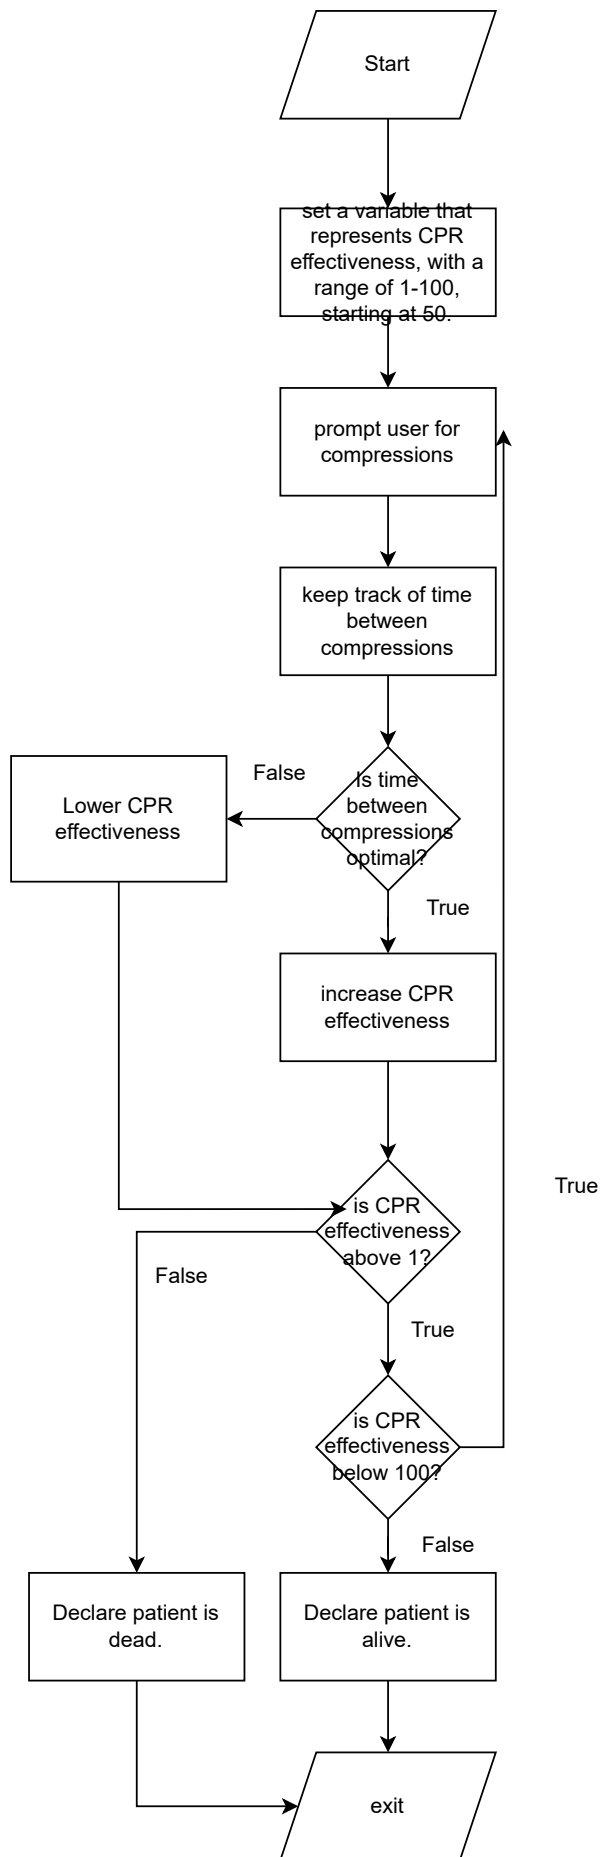 Start
set a variable that
represents CPR
effectiveness, with a
range of 1-100,
starting at 50.
prompt user for
compressions
keep track of time
between
compressions
False
Is time
between
compressions
optimal?
Lower CPR
effectiveness
True
increase CPR
effectiveness
True
is CPR
effectiveness
above 1?
False
True
is CPR
effectiveness
below 100?
False
Declare patient is
dead.
Declare patient is
alive.
exit